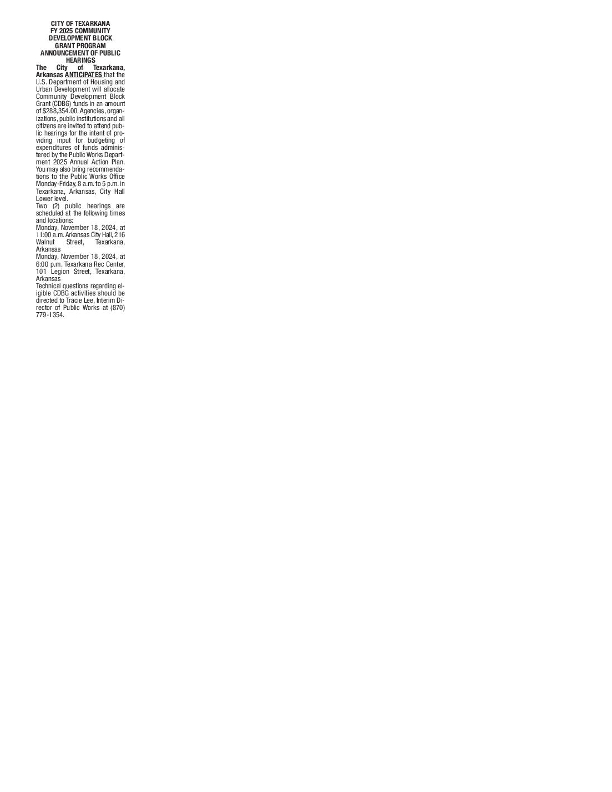 CITY OF TEXARKANA
FY 2025 COMMUNITY
DEVELOPMENT BLOCK
GRANT PROGRAM
ANNOUNCEMENT OF PUBLIC
HEARINGS
The City of Texarkana,
Arkansas ANTICIPATES that the
U.S. Department of Housing and
Urban Development will allocate
Community Development Block
Grant (CDBG) funds in an amount
of $288,354.00. Agencies, organ-
izations, public institutions and all
citizens are invited to attend pub-
lic hearings for the intent of pro-
viding input for budgeting of
expenditures of funds adminis-
tered by the Public Works Depart-
ment 2025 Annual Action Plan.
You may also bring recommenda-
tions to the Public Works Office
Monday-Friday, 8 a.m. to 5 p.m. in
Texarkana, Arkansas, City Hall
Lower level.
Two (2) public hearings are
scheduled at the following times
and locations:
Monday, November 18, 2024, at
11:00 a.m. Arkansas City Hall, 216
Walnut Street, Texarkana,
Arkansas
Monday, November 18, 2024, at
6:00 p.m. Texarkana Rec Center,
101 Legion Street, Texarkana,
Arkansas
Technical questions regarding el-
igible CDBG activities should be
directed to Tracie Lee, Interim Di-
rector of Public Works at (870)
779-1354.